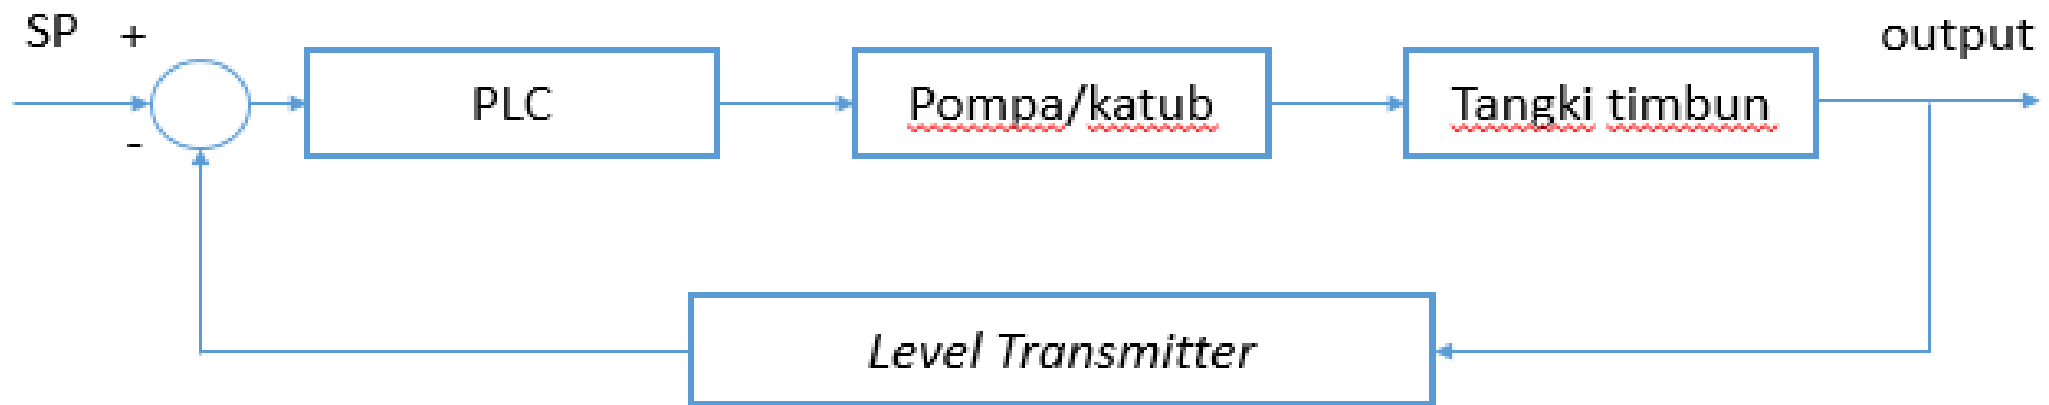 SP + output
PLC Pompa/katub Tangki timbun
-
Level Transmitter